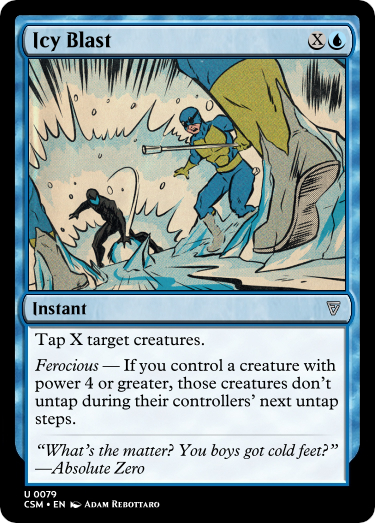 Icy Blast X
Instant
Tap X target creatures.
Ferocious — If you control a creature with
power 4 or greater, those creatures don't
untap during their controllers' next untap
steps.
“What's the matter? You boys got cold feet?”
—Absolute Zero
U 0079
CSM • EN Adam Rebottaro